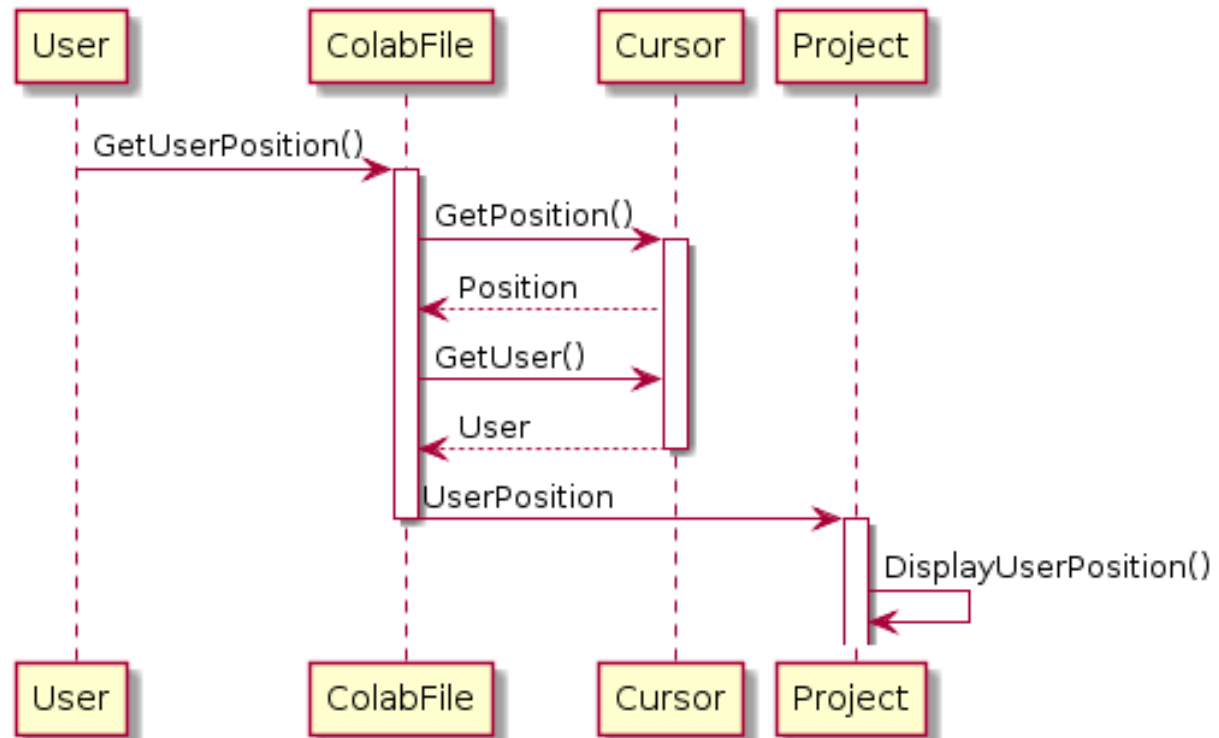 User
ColabFile
Cursor
Project
GetUserPosition()
GetPosition()
Position
GetUser()
User
UserPosition
DisplayUserPosition()
User
ColabFile
Cursor
Project